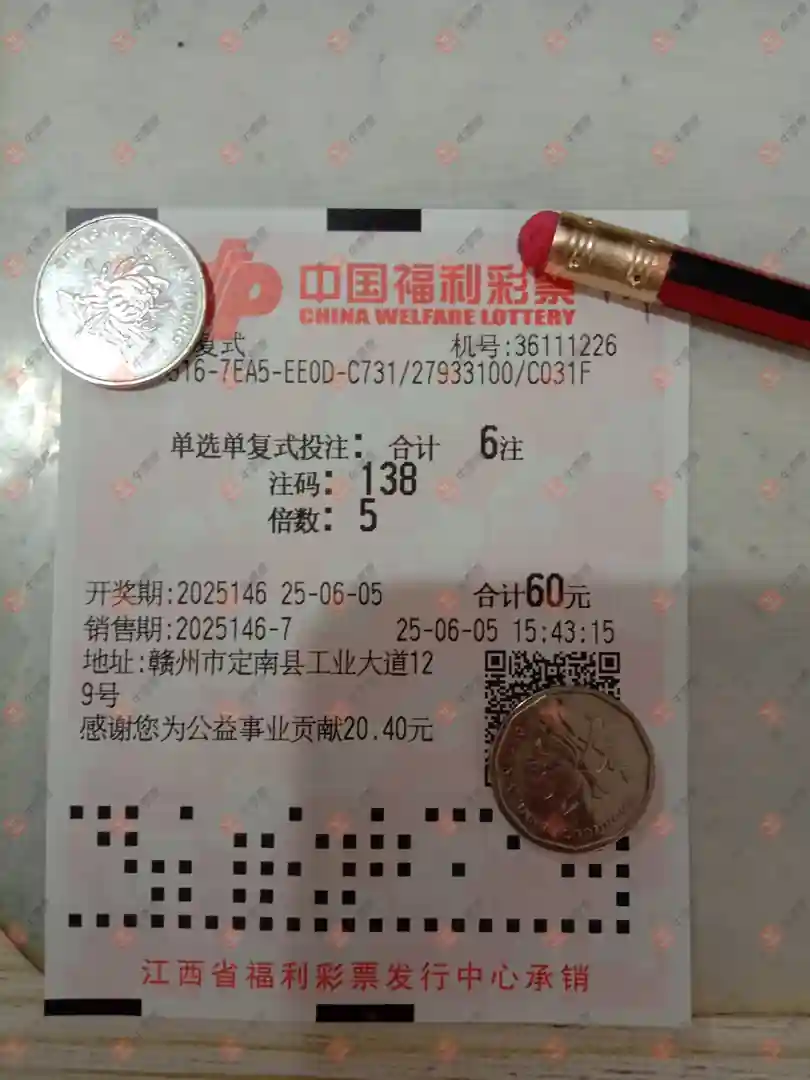 中国福利彩票
CHINA WELFARE LOTTERY
复式 机号:36111226
516-7EA5-EE0D-C731/27933100/C031F
单选单复式投注: 合计 6注
注码: 138
倍数: 5
开奖期:2025146 25-06-05 合计60元
销售期:2025146-7 25-06-05 15:43:15
地址:赣州市定南县工业大道12
9号
感谢您为公益事业贡献20.40元
江西省福利彩票发行中心承销